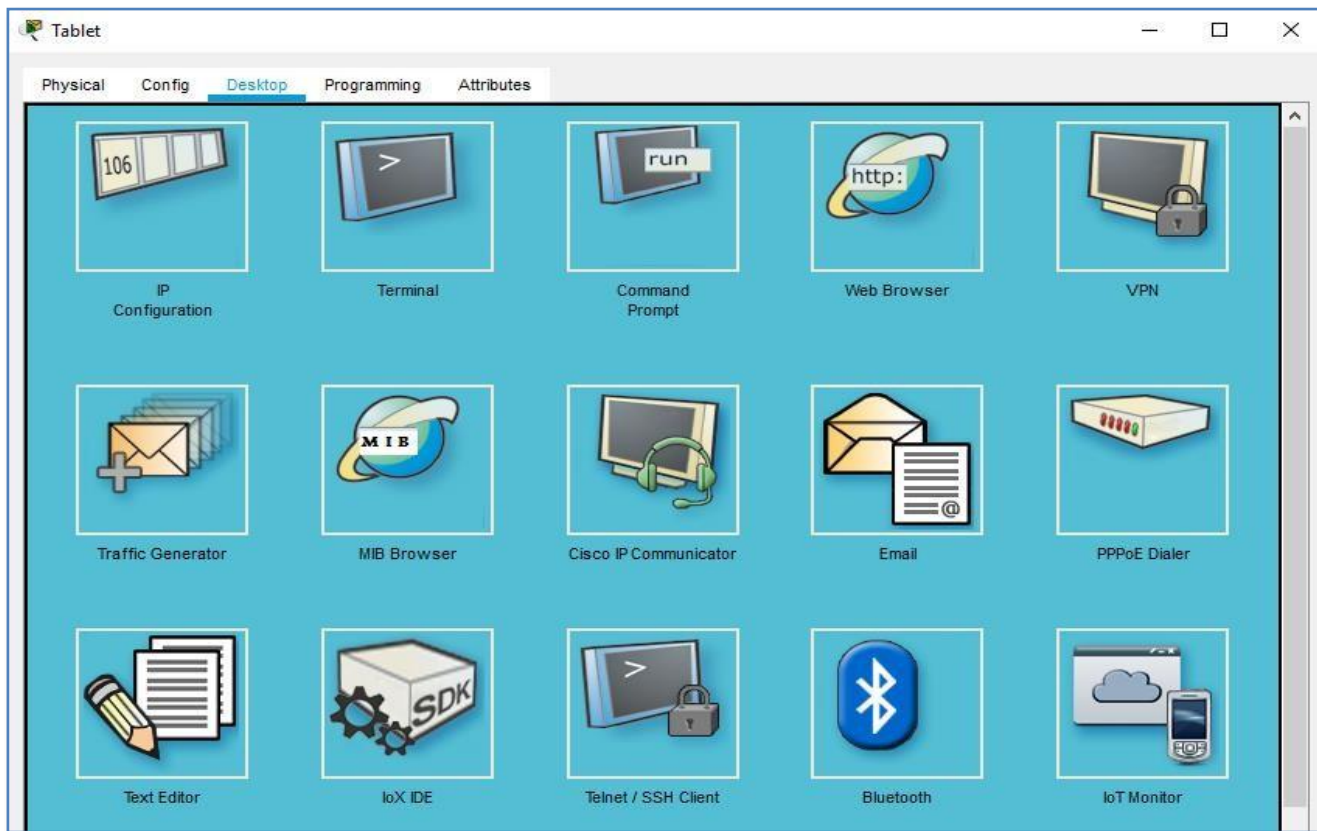 Tablet
Physical Config Desktop Programming Attributes
106
>
run
http:
IP
Configuration
Terminal
Command
Prompt
Web Browser
VPN
MIB
Traffic Generator
MIB Browser
Cisco IP Communicator
@
Email
PPPoE Dialer
SDK
>
Text Editor
IoX IDE
Telnet / SSH Client
Bluetooth
IoT Monitor